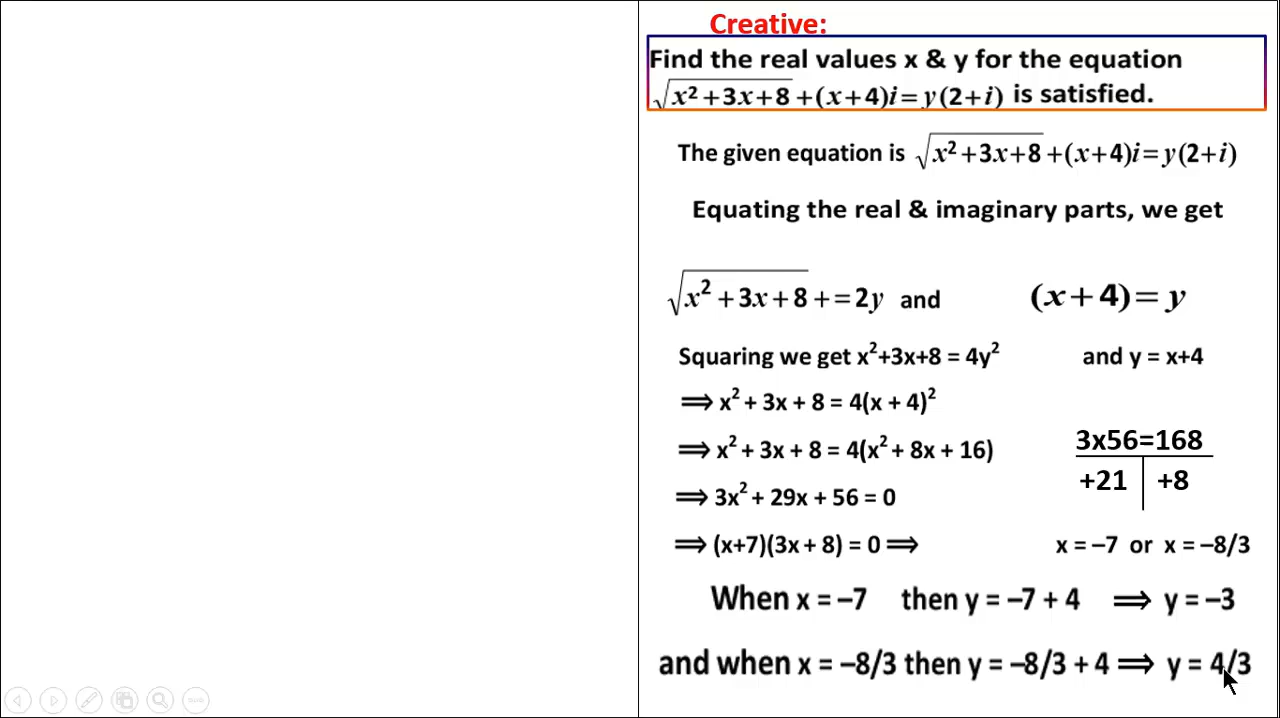 Creative:
Find the real values x & y for the equation
√x²+3x+8 +(x+4)i=y(2+i) is satisfied.
The given equation is √x²+3x+8 +(x+4)i=y(2+i)
Equating the real & imaginary parts, we get
√x²+3x+8 +=2y and (x+4)=y
Squaring we get x²+3x+8 = 4y² and y = x+4
⟹ x² + 3x + 8 = 4(x + 4)²
⟹ x² + 3x + 8 = 4(x² + 8x + 16)
3x56=168
+21 +8
⟹ 3x² + 29x + 56 = 0
⟹ (x+7)(3x + 8) = 0 ⟹ x = –7 or x = –8/3
When x = –7 then y = –7 + 4 ⟹ y = –3
and when x = –8/3 then y = –8/3 + 4 ⟹ y = 4/3